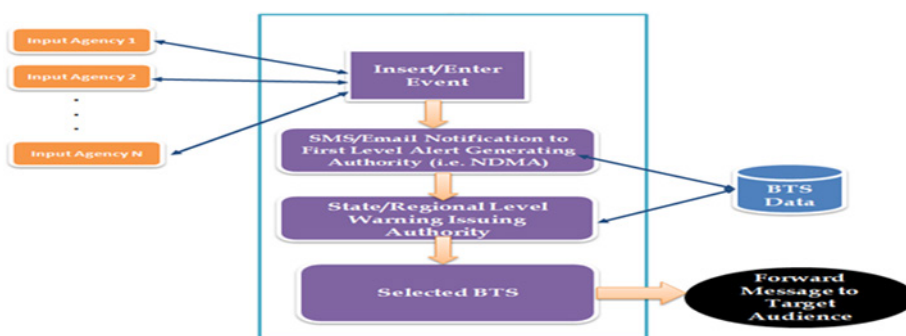 Input Agency 1
Input Agency 2
Input Agency N
Insert/Enter
Event
SMS/Email Notification to
First Level Alert Generating
Authority (i.e. NDMA)
State/Regional Level
Warning Issuing
Authority
BTS
Data
Selected BTS
Forward
Message to
Target
Audience